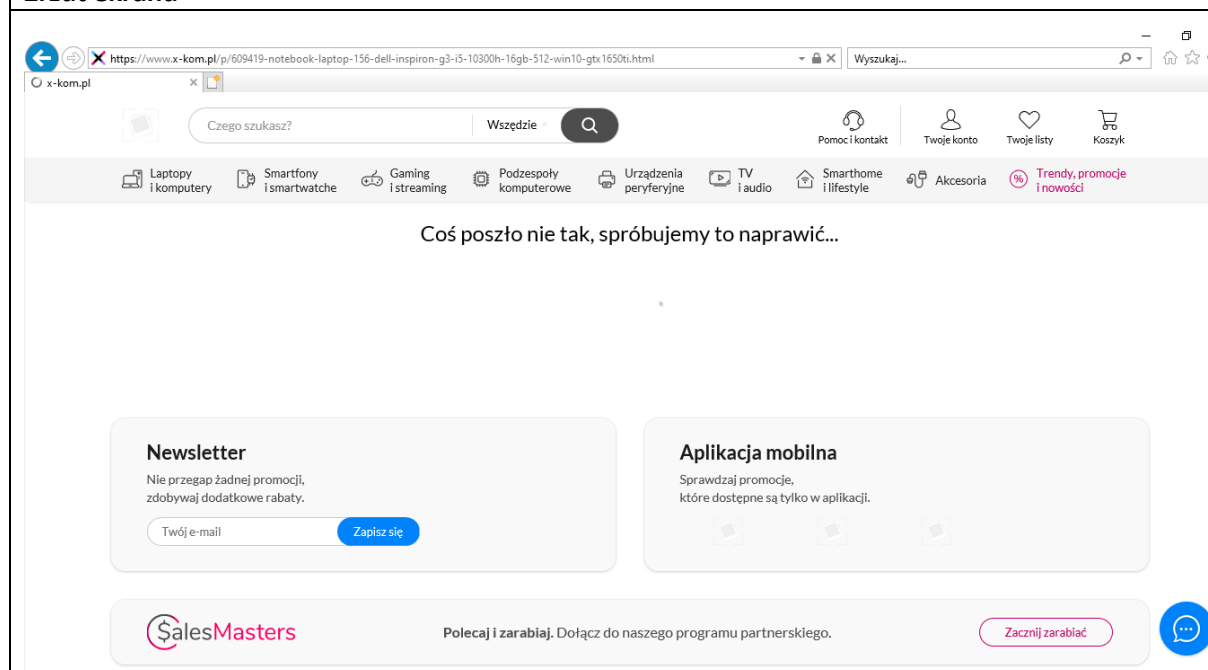 https://www.x-kom.pl/p/609419-notebook-laptop-156-dell-inspiron-g3-i5-10300h-16gb-512-win10-gtx1650ti.html
Wyszukaj...
x-kom.pl
Czego szukasz?
Wszędzie
Pomoc i kontakt
Twoje konto
Twoje listy
Koszyk
Laptopy
i komputery
Smartfony
i smartwatche
Gaming
i streaming
Podzespoły
komputerowe
Urządzenia
peryferyjne
TV
i audio
Smarthome
i lifestyle
Akcesoria
Trendy, promocje
i nowości
Coś poszło nie tak, spróbujemy to naprawić...
Newsletter
Nie przegap żadnej promocji,
zdobywaj dodatkowe rabaty.
Twój e-mail
Zapisz się
Aplikacja mobilna
Sprawdzaj promocje,
które dostępne są tylko w aplikacji.
SalesMasters
Polecaj i zarabiaj. Dołącz do naszego programu partnerskiego.
Zacznij zarabiać